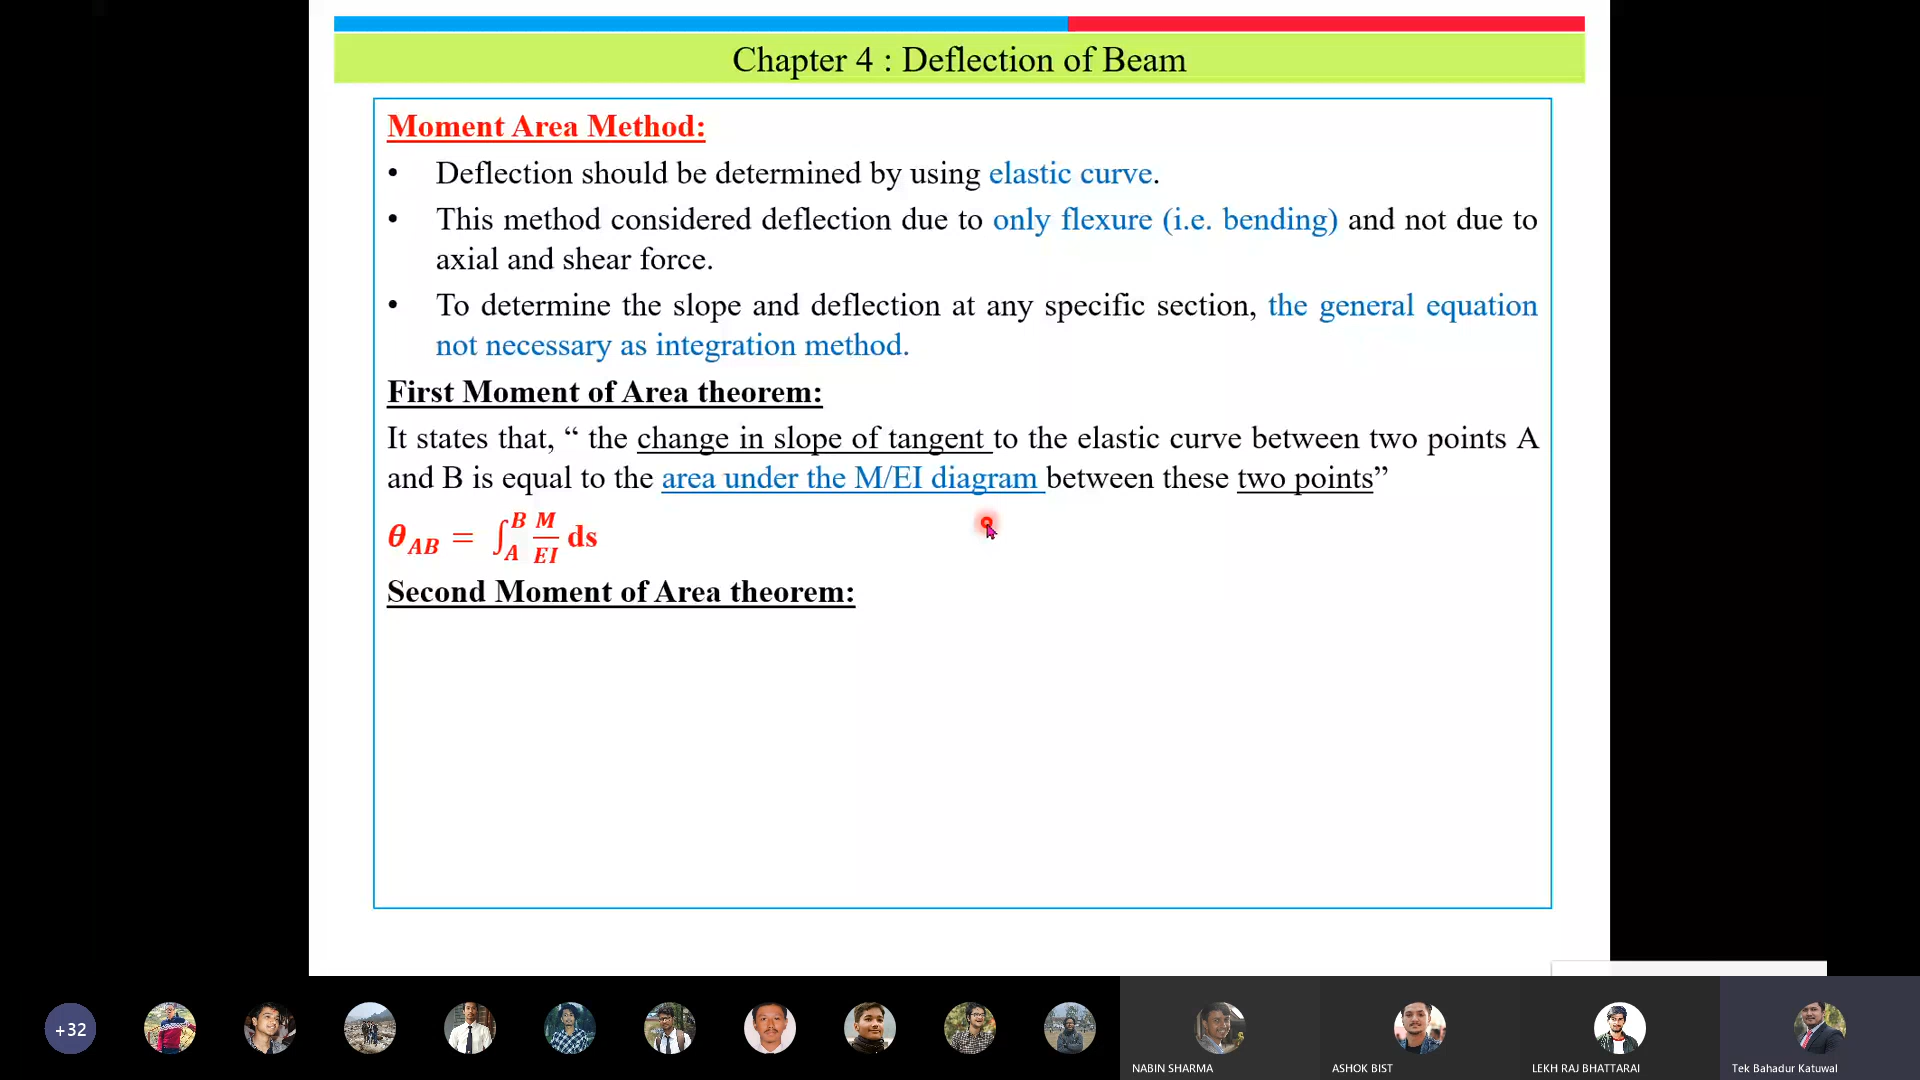 Chapter 4 : Deflection of Beam
Moment Area Method:
• Deflection should be determined by using elastic curve.
• This method considered deflection due to only flexure (i.e. bending) and not due to
axial and shear force.
• To determine the slope and deflection at any specific section, the general equation
not necessary as integration method.
First Moment of Area theorem:
It states that, “ the change in slope of tangent to the elastic curve between two points A
and B is equal to the area under the M/EI diagram between these two points”
θ_AB = ∫_A^B M/EI ds
Second Moment of Area theorem:
+32
NABIN SHARMA
ASHOK BIST
LEKH RAJ BHATTARAI
Tek Bahadur Katuwal